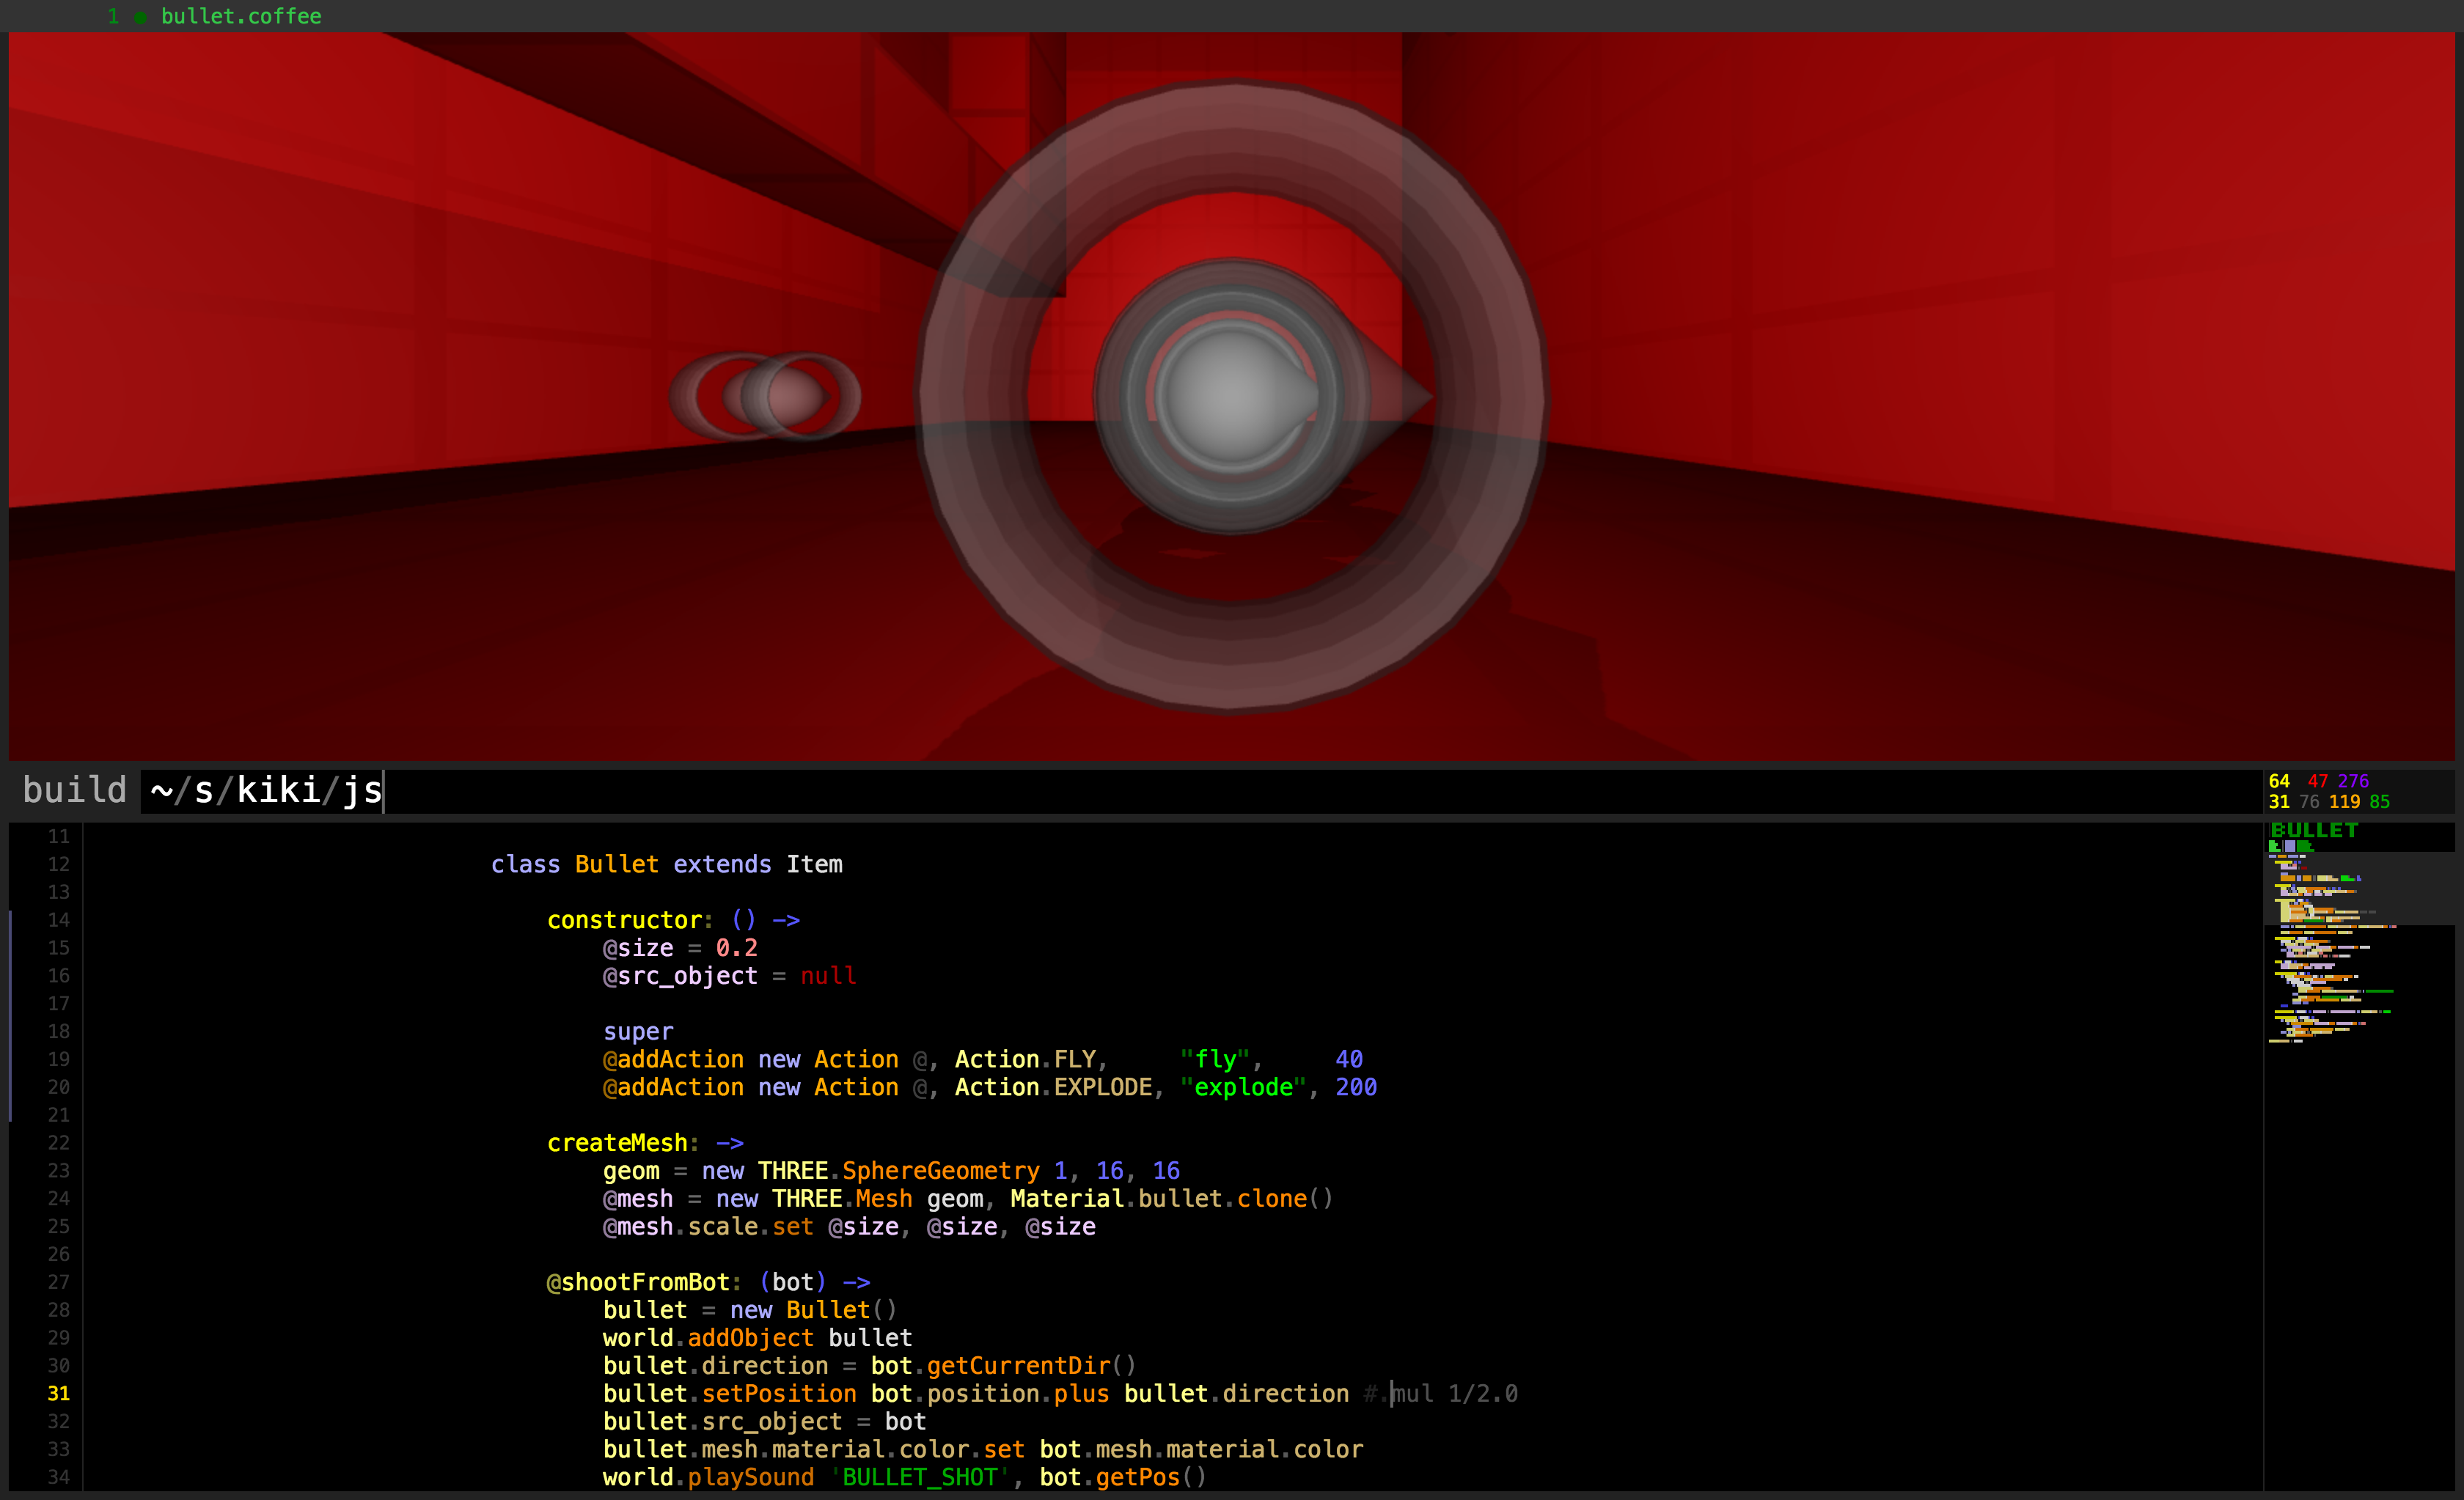 1 ● bullet.coffee
build ~/s/kiki/js
64 47 276
31 76 119 85
BULLET
11
12 class Bullet extends Item
13
14 constructor: () ->
15 @size = 0.2
16 @src_object = null
17
18 super
19 @addAction new Action @, Action.FLY, "fly", 40
20 @addAction new Action @, Action.EXPLODE, "explode", 200
21
22 createMesh: ->
23 geom = new THREE.SphereGeometry 1, 16, 16
24 @mesh = new THREE.Mesh geom, Material.bullet.clone()
25 @mesh.scale.set @size, @size, @size
26
27 @shootFromBot: (bot) ->
28 bullet = new Bullet()
29 world.addObject bullet
30 bullet.direction = bot.getCurrentDir()
31 bullet.setPosition bot.position.plus bullet.direction #.mul 1/2.0
32 bullet.src_object = bot
33 bullet.mesh.material.color.set bot.mesh.material.color
34 world.playSound 'BULLET_SHOT', bot.getPos()